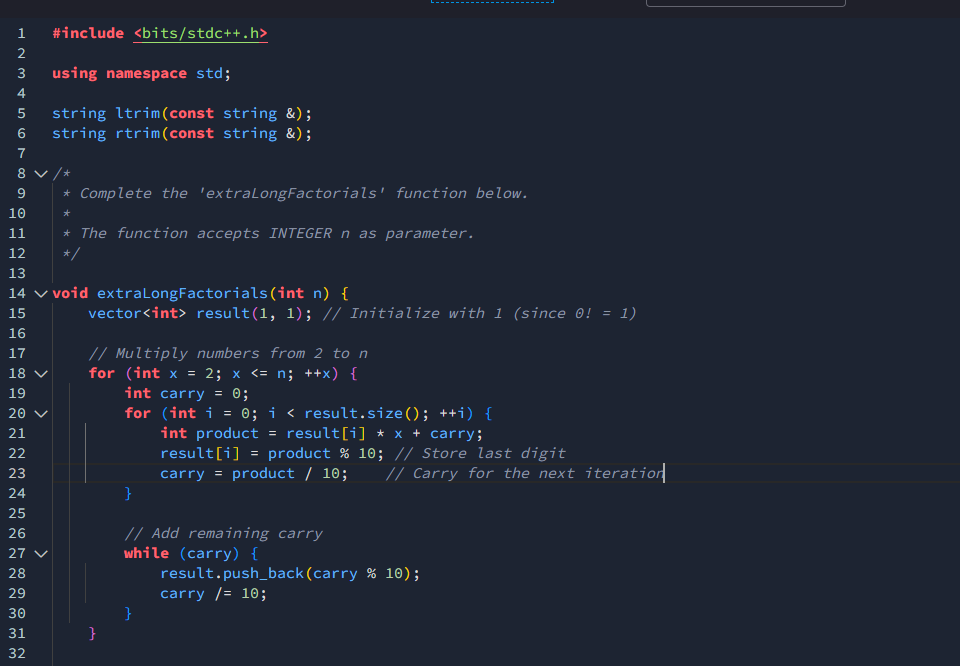 1 #include <bits/stdc++.h>
2
3 using namespace std;
4
5 string ltrim(const string &);
6 string rtrim(const string &);
7
8 /*
9  * Complete the 'extraLongFactorials' function below.
10  *
11  * The function accepts INTEGER n as parameter.
12  */
13
14 void extraLongFactorials(int n) {
15     vector<int> result(1, 1); // Initialize with 1 (since 0! = 1)
16
17     // Multiply numbers from 2 to n
18     for (int x = 2; x <= n; ++x) {
19         int carry = 0;
20         for (int i = 0; i < result.size(); ++i) {
21             int product = result[i] * x + carry;
22             result[i] = product % 10; // Store last digit
23             carry = product / 10;    // Carry for the next iteration
24         }
25
26         // Add remaining carry
27         while (carry) {
28             result.push_back(carry % 10);
29             carry /= 10;
30         }
31     }
32